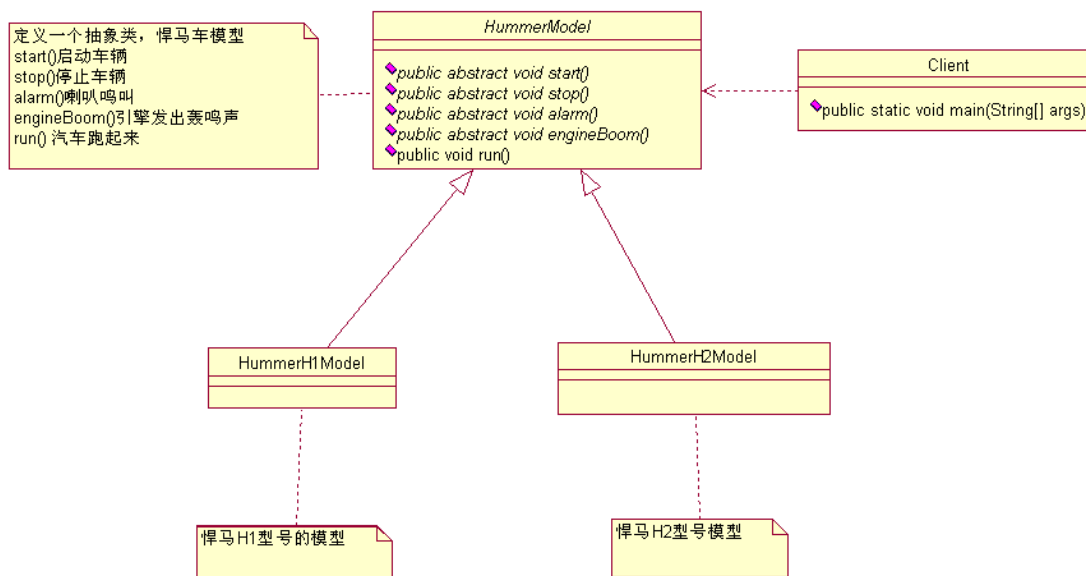 定义一个抽象类，悍马车模型
start()启动车辆
stop()停止车辆
alarm()喇叭鸣叫
engineBoom()引擎发出轰鸣声
run() 汽车跑起来
HummerModel
public abstract void start()
public abstract void stop()
public abstract void alarm()
public abstract void engineBoom()
public void run()
Client
public static void main(String[] args)
HummerH1Model
HummerH2Model
悍马H1型号的模型
悍马H2型号模型